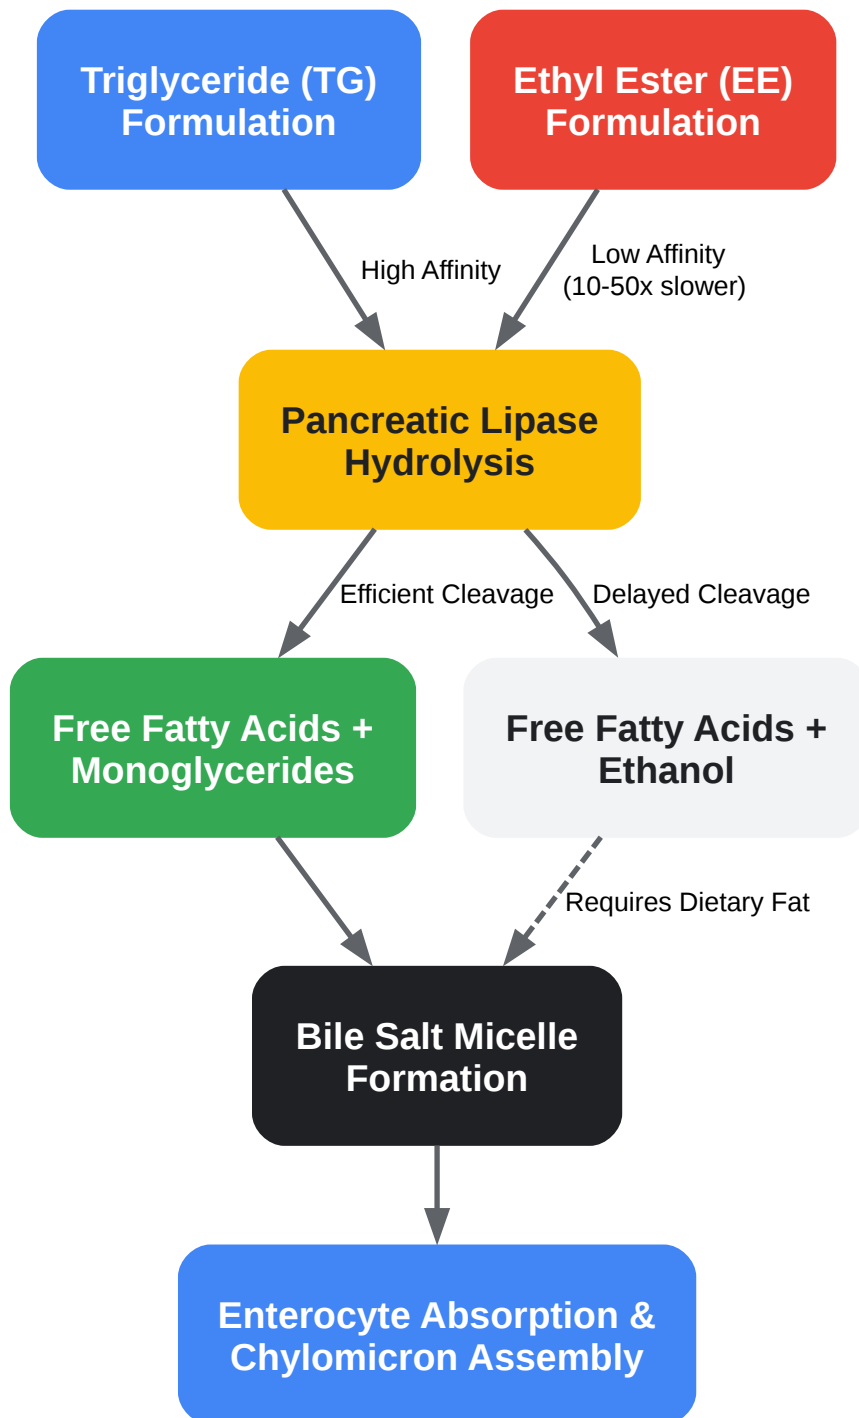 Triglyceride (TG)
Formulation
Ethyl Ester (EE)
Formulation
High Affinity
Low Affinity
(10-50x slower)
Pancreatic Lipase
Hydrolysis
Efficient Cleavage
Delayed Cleavage
Free Fatty Acids +
Monoglycerides
Free Fatty Acids +
Ethanol
Requires Dietary Fat
Bile Salt Micelle
Formation
Enterocyte Absorption &
Chylomicron Assembly